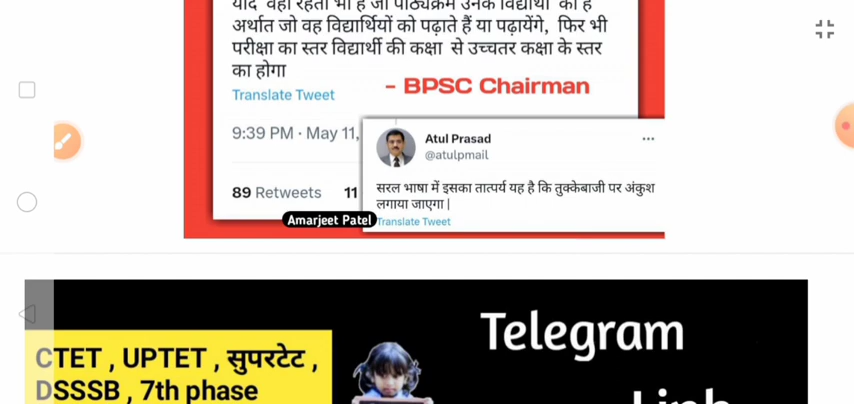 यदि वही रहता भी है जो पाठ्यक्रम उनके विद्यार्थी का है
अर्थात जो वह विद्यार्थियों को पढ़ाते हैं या पढ़ायेंगे, फिर भी
परीक्षा का स्तर विद्यार्थी की कक्षा से उच्चतर कक्षा के स्तर
का होगा
- BPSC Chairman
Translate Tweet
9:39 PM · May 11,
Atul Prasad
@atulpmail
सरल भाषा में इसका तात्पर्य यह है कि तुक्केबाजी पर अंकुश
लगाया जाएगा |
Translate Tweet
89 Retweets 11
Amarjeet Patel
Telegram
CTET , UPTET , सुपरटेट ,
DSSSB , 7th phase
Link